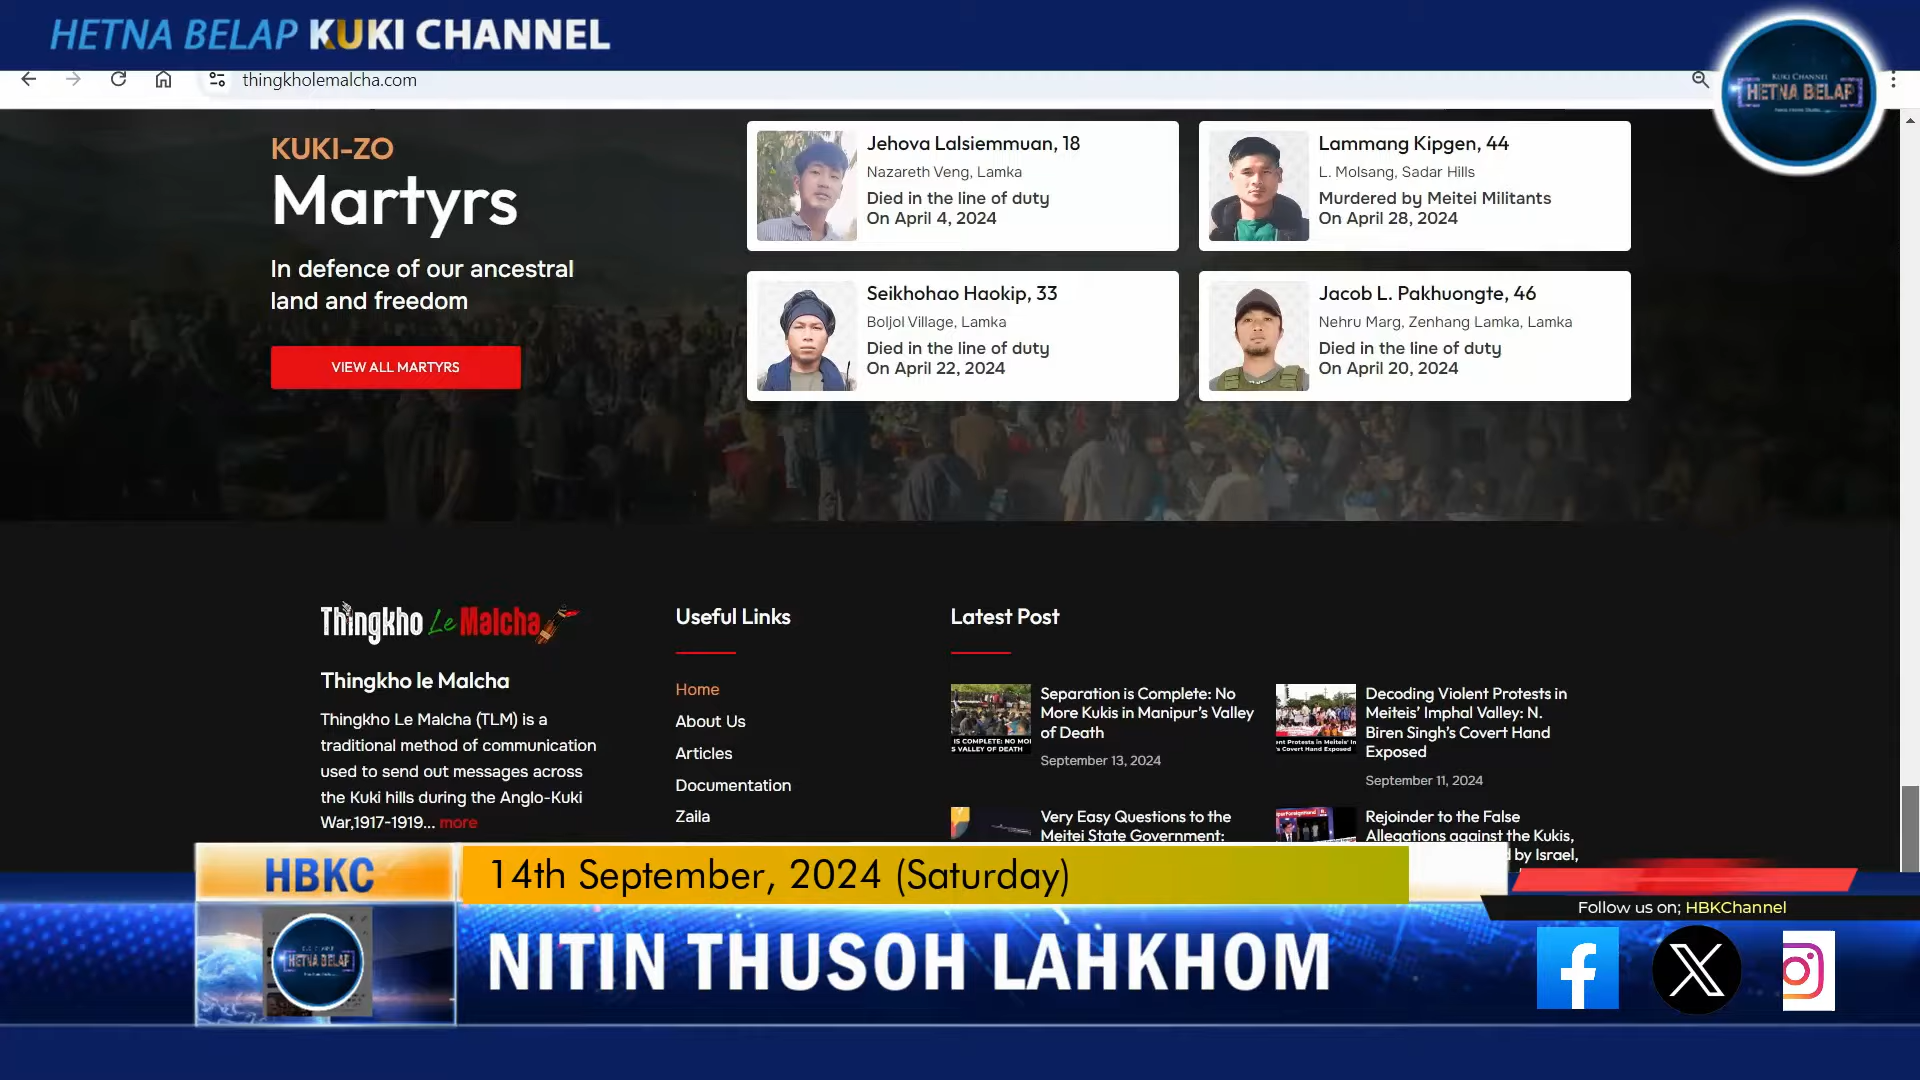 HETNA BELAP KUKI CHANNEL
thingkholemalcha.com
KUKI CHANNEL
HETNA BELAP
KUKI-ZO
Martyrs
In defence of our ancestral
land and freedom
VIEW ALL MARTYRS
Jehova Lalsiemmuan, 18
Nazareth Veng, Lamka
Died in the line of duty
On April 4, 2024
Lammang Kipgen, 44
L. Molsang, Sadar Hills
Murdered by Meitei Militants
On April 28, 2024
Seikhohao Haokip, 33
Boljol Village, Lamka
Died in the line of duty
On April 22, 2024
Jacob L. Pakhuongte, 46
Nehru Marg, Zenhang Lamka, Lamka
Died in the line of duty
On April 20, 2024
Thingkho Le Malcha
Thingkho le Malcha
Thingkho Le Malcha (TLM) is a
traditional method of communication
used to send out messages across
the Kuki hills during the Anglo-Kuki
War,1917-1919... more
Useful Links
Home
About Us
Articles
Documentation
Zaila
Latest Post
Separation is Complete: No
More Kukis in Manipur's Valley
of Death
September 13, 2024
Decoding Violent Protests in
Meiteis' Imphal Valley: N.
Biren Singh's Covert Hand
Exposed
September 11, 2024
Very Easy Questions to the
Meitei State Government:
Rejoinder to the False
Allegations against the Kukis,
d by Israel,
HBKC
14th September, 2024 (Saturday)
HETNA BELAP
NITIN THUSOH LAHKHOM
Follow us on; HBKChannel